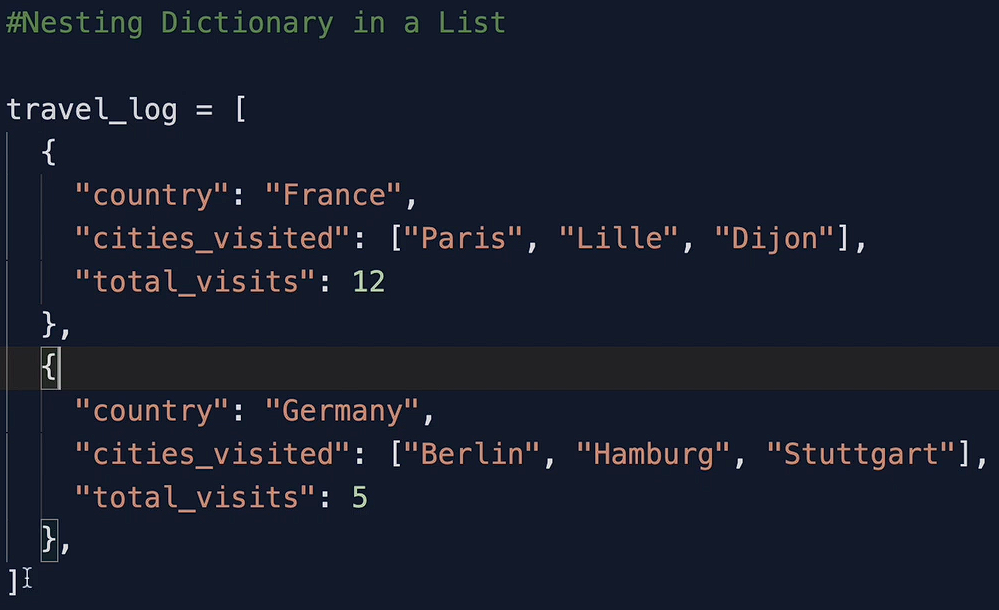 #Nesting Dictionary in a List
travel_log = [
  {
    "country": "France",
    "cities_visited": ["Paris", "Lille", "Dijon"],
    "total_visits": 12
  },
  {
    "country": "Germany",
    "cities_visited": ["Berlin", "Hamburg", "Stuttgart"],
    "total_visits": 5
  },
]